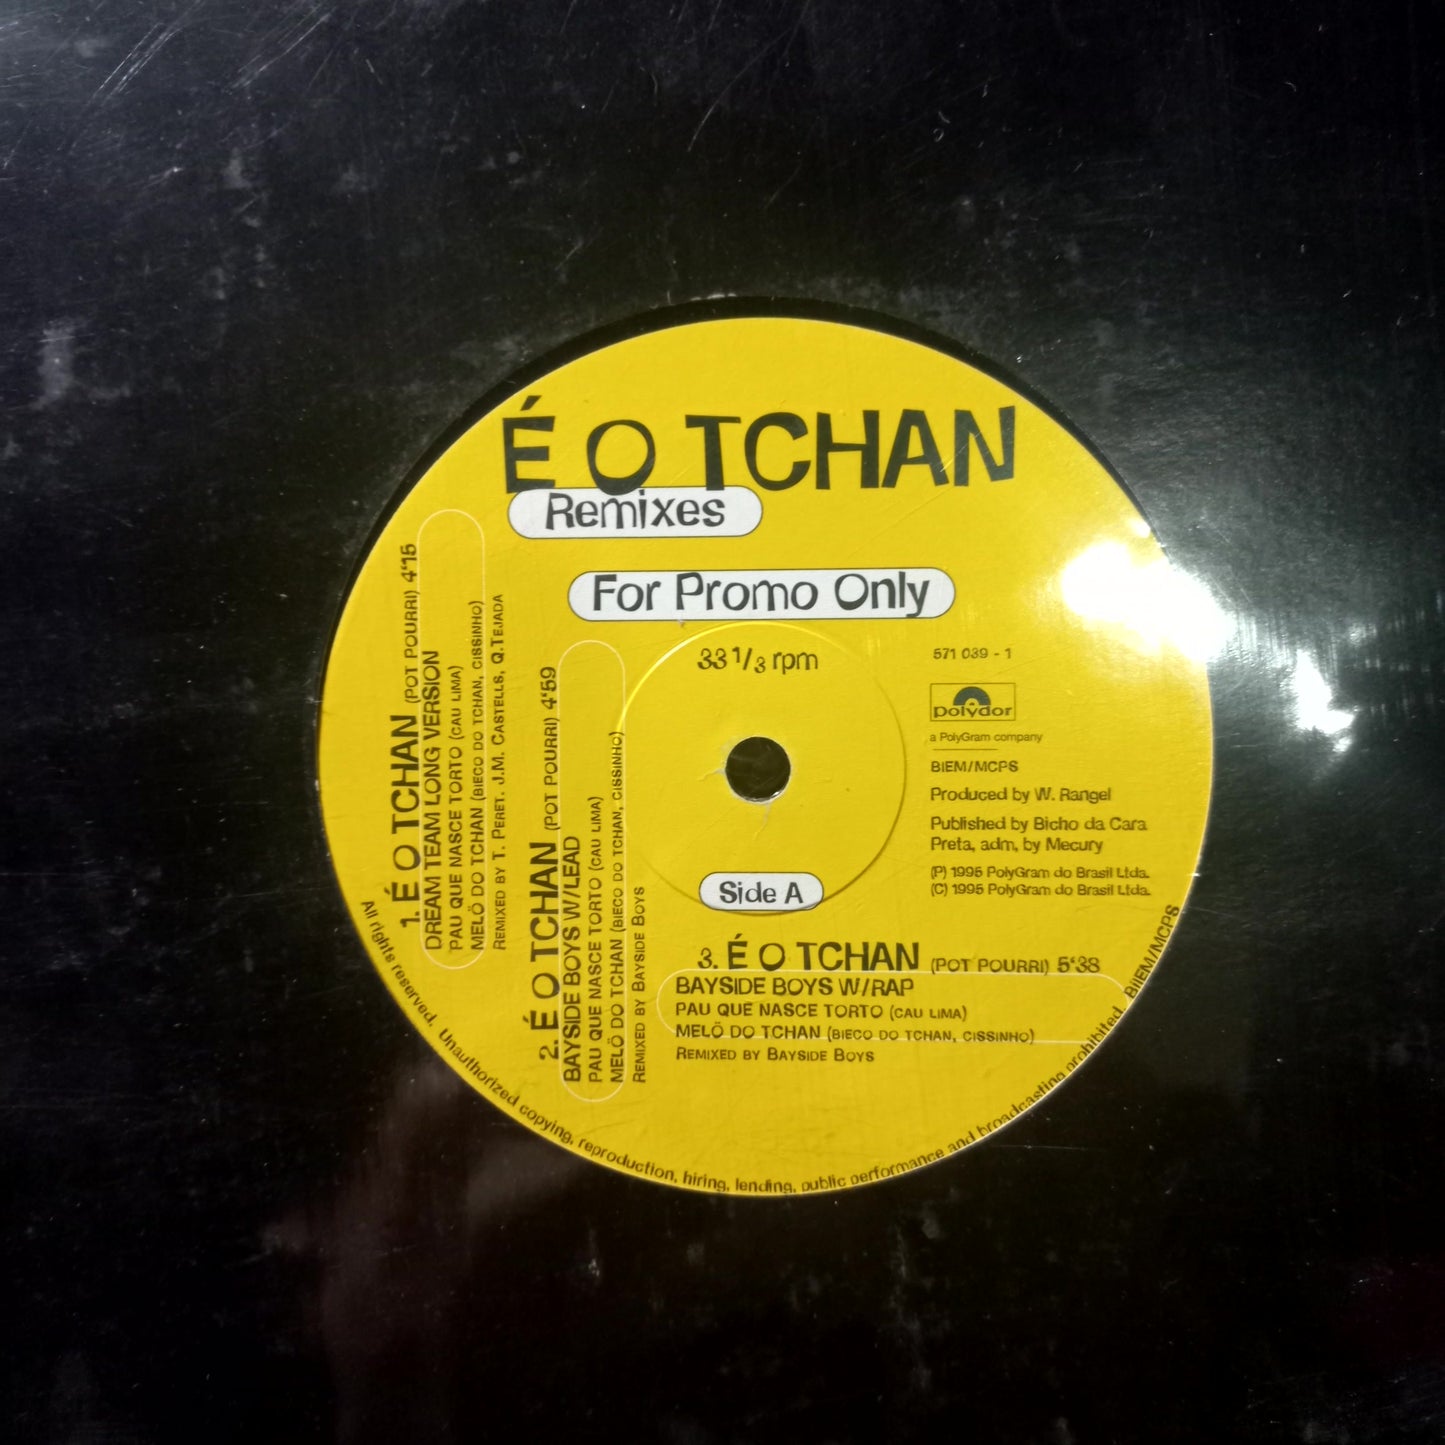 É O TCHAN
Remixes
For Promo Only
33 1/3 rpm
571 039 - 1
polydor
a PolyGram company
BIEM/MCPS
Produced by W. Rangel
Published by Bicho da Cara
Preta, adm, by Mecury
(P) 1995 PolyGram do Brasil Ltda.
(C) 1995 PolyGram do Brasil Ltda.
Side A
1. É O TCHAN (POT POURRI) 4'15
DREAM TEAM LONG VERSION
PAU QUE NASCE TORTO (CAU LIMA)
MELÔ DO TCHAN (BIECO DO TCHAN, CISSINHO)
REMIXED BY T. PERET, J.M. CASTELLS, Q.TEJADA
2. É O TCHAN (POT POURRI) 4'59
BAYSIDE BOYS W/LEAD
PAU QUE NASCE TORTO (CAU LIMA)
MELÔ DO TCHAN (BIECO DO TCHAN, CISSINHO)
REMIXED BY BAYSIDE BOYS
3. É O TCHAN (POT POURRI) 5'38
BAYSIDE BOYS W/RAP
PAU QUE NASCE TORTO (CAU LIMA)
MELÔ DO TCHAN (BIECO DO TCHAN, CISSINHO)
REMIXED BY BAYSIDE BOYS
All rights reserved. Unauthorized copying, reproduction, hiring, lending, public performance and broadcasting prohibited. BIIEM/MCPS